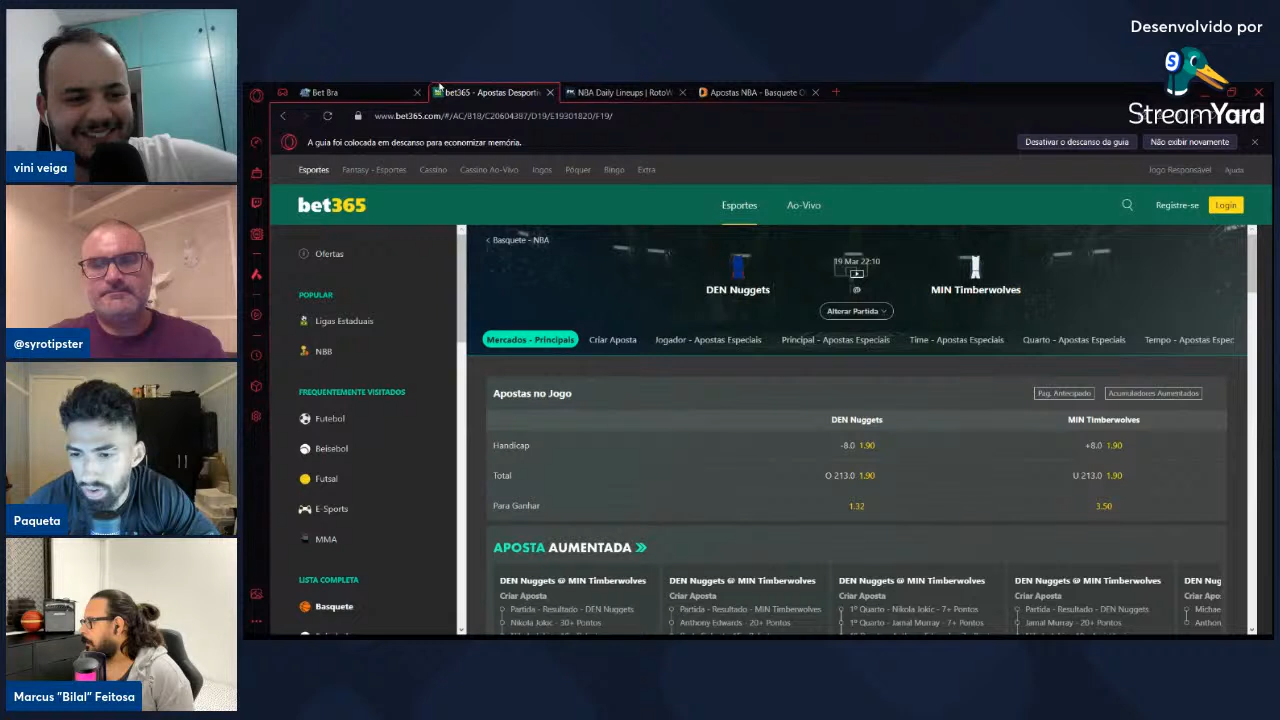 vini veiga
@syrotipster
Paqueta
Marcus "Bilal" Feitosa
Desenvolvido por
StreamYard
Bet Bra
bet365 - Apostas Desporti
NBA Daily Lineups | RotoW
Apostas NBA - Basquete O
www.bet365.com/#/AC/B18/C20604387/D19/E19301820/F19/
A guia foi colocada em descanso para economizar memória.
Desativar o descanso da guia
Não exibir novamente
Esportes Fantasy - Esportes Cassino Cassino Ao-Vivo Jogos Pôquer Bingo Extra
Jogo Responsável Ajuda
bet365
Esportes Ao-Vivo
Registre-se Login
Ofertas
POPULAR
Ligas Estaduais
NBB
FREQUENTEMENTE VISITADOS
Futebol
Beisebol
Futsal
E-Sports
MMA
LISTA COMPLETA
Basquete
Basquete - NBA
19 Mar 22:10
DEN Nuggets @ MIN Timberwolves
Alterar Partida
Mercados - Principais Criar Aposta Jogador - Apostas Especiais Principal - Apostas Especiais Time - Apostas Especiais Quarto - Apostas Especiais Tempo - Apostas Espec
Apostas no Jogo
Pag. Antecipado Acumuladores Aumentados
DEN Nuggets MIN Timberwolves
Handicap -8.0 1.90 +8.0 1.90
Total O 213.0 1.90 U 213.0 1.90
Para Ganhar 1.32 3.50
APOSTA AUMENTADA
DEN Nuggets @ MIN Timberwolves
Criar Aposta
Partida - Resultado - DEN Nuggets
Nikola Jokic - 30+ Pontos
DEN Nuggets @ MIN Timberwolves
Criar Aposta
Partida - Resultado - MIN Timberwolves
Anthony Edwards - 20+ Pontos
DEN Nuggets @ MIN Timberwolves
Criar Aposta
1º Quarto - Nikola Jokic - 7+ Pontos
1º Quarto - Jamal Murray - 7+ Pontos
DEN Nuggets @ MIN Timberwolves
Criar Aposta
Partida - Resultado - DEN Nuggets
Jamal Murray - 20+ Pontos
DEN Nug
Criar Apo
Michae
Anthon